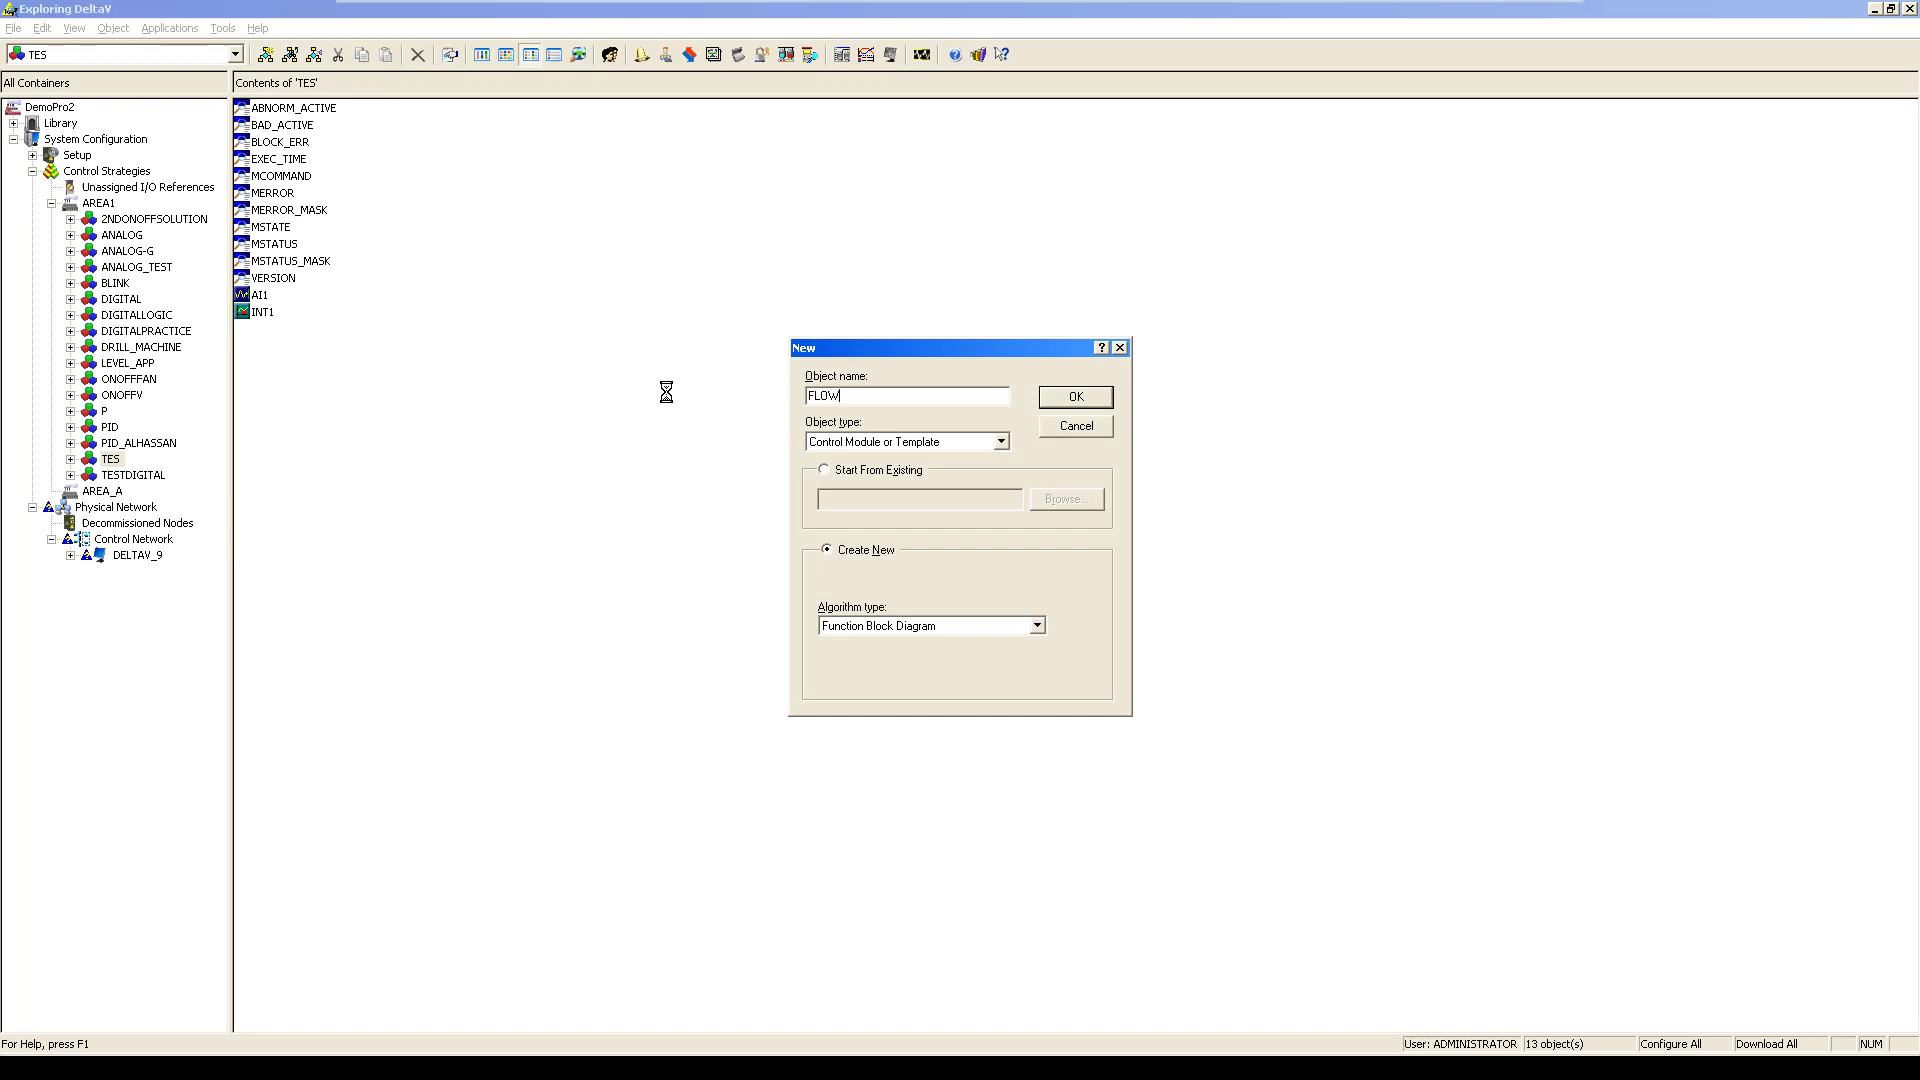 Exploring DeltaV
File Edit View Object Applications Tools Help
TES
All Containers
Contents of 'TES'
DemoPro2
Library
System Configuration
Setup
Control Strategies
Unassigned I/O References
AREA1
2NDONOFFSOLUTION
ANALOG
ANALOG-G
ANALOG_TEST
BLINK
DIGITAL
DIGITALLOGIC
DIGITALPRACTICE
DRILL_MACHINE
LEVEL_APP
ONOFFFAN
ONOFFV
P
PID
PID_ALHASSAN
TES
TESTDIGITAL
AREA_A
Physical Network
Decommissioned Nodes
Control Network
DELTAV_9
ABNORM_ACTIVE
BAD_ACTIVE
BLOCK_ERR
EXEC_TIME
MCOMMAND
MERROR
MERROR_MASK
MSTATE
MSTATUS
MSTATUS_MASK
VERSION
AI1
INT1
New
Object name:
FLOW
OK
Object type:
Cancel
Control Module or Template
Start From Existing
Browse...
Create New
Algorithm type:
Function Block Diagram
For Help, press F1
User: ADMINISTRATOR 13 object(s) Configure All Download All NUM